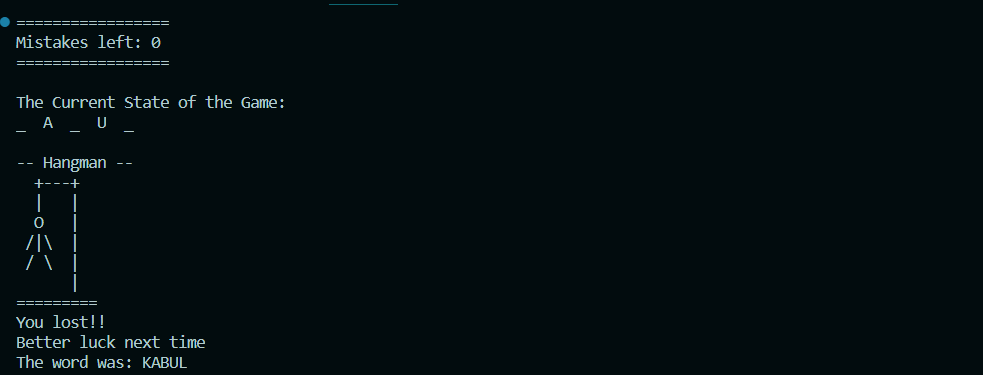 =================
Mistakes left: 0
=================
The Current State of the Game:
_  A  _  U  _
-- Hangman --
  +---+
  |   |
  O   |
 /|\  |
 / \  |
      |
=========
You lost!!
Better luck next time
The word was: KABUL